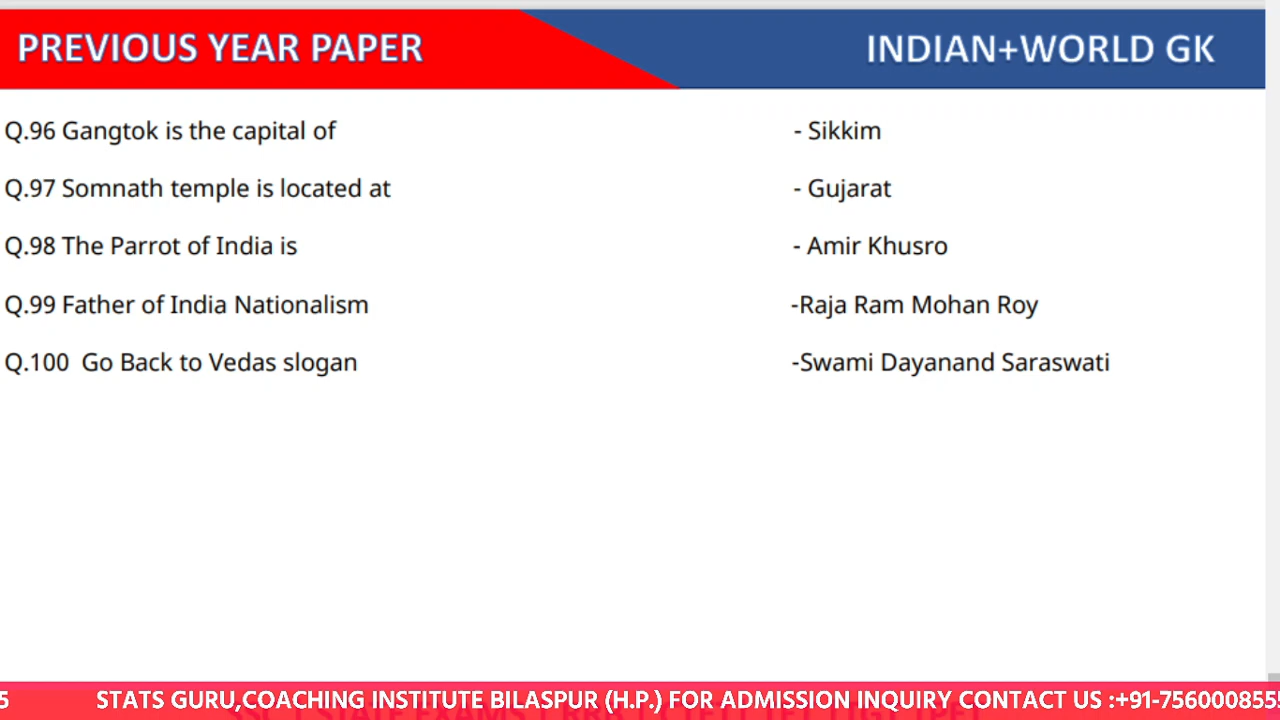 PREVIOUS YEAR PAPER INDIAN+WORLD GK
Q.96 Gangtok is the capital of - Sikkim
Q.97 Somnath temple is located at - Gujarat
Q.98 The Parrot of India is - Amir Khusro
Q.99 Father of India Nationalism -Raja Ram Mohan Roy
Q.100 Go Back to Vedas slogan -Swami Dayanand Saraswati
5 STATS GURU,COACHING INSTITUTE BILASPUR (H.P.) FOR ADMISSION INQUIRY CONTACT US :+91-7560008555